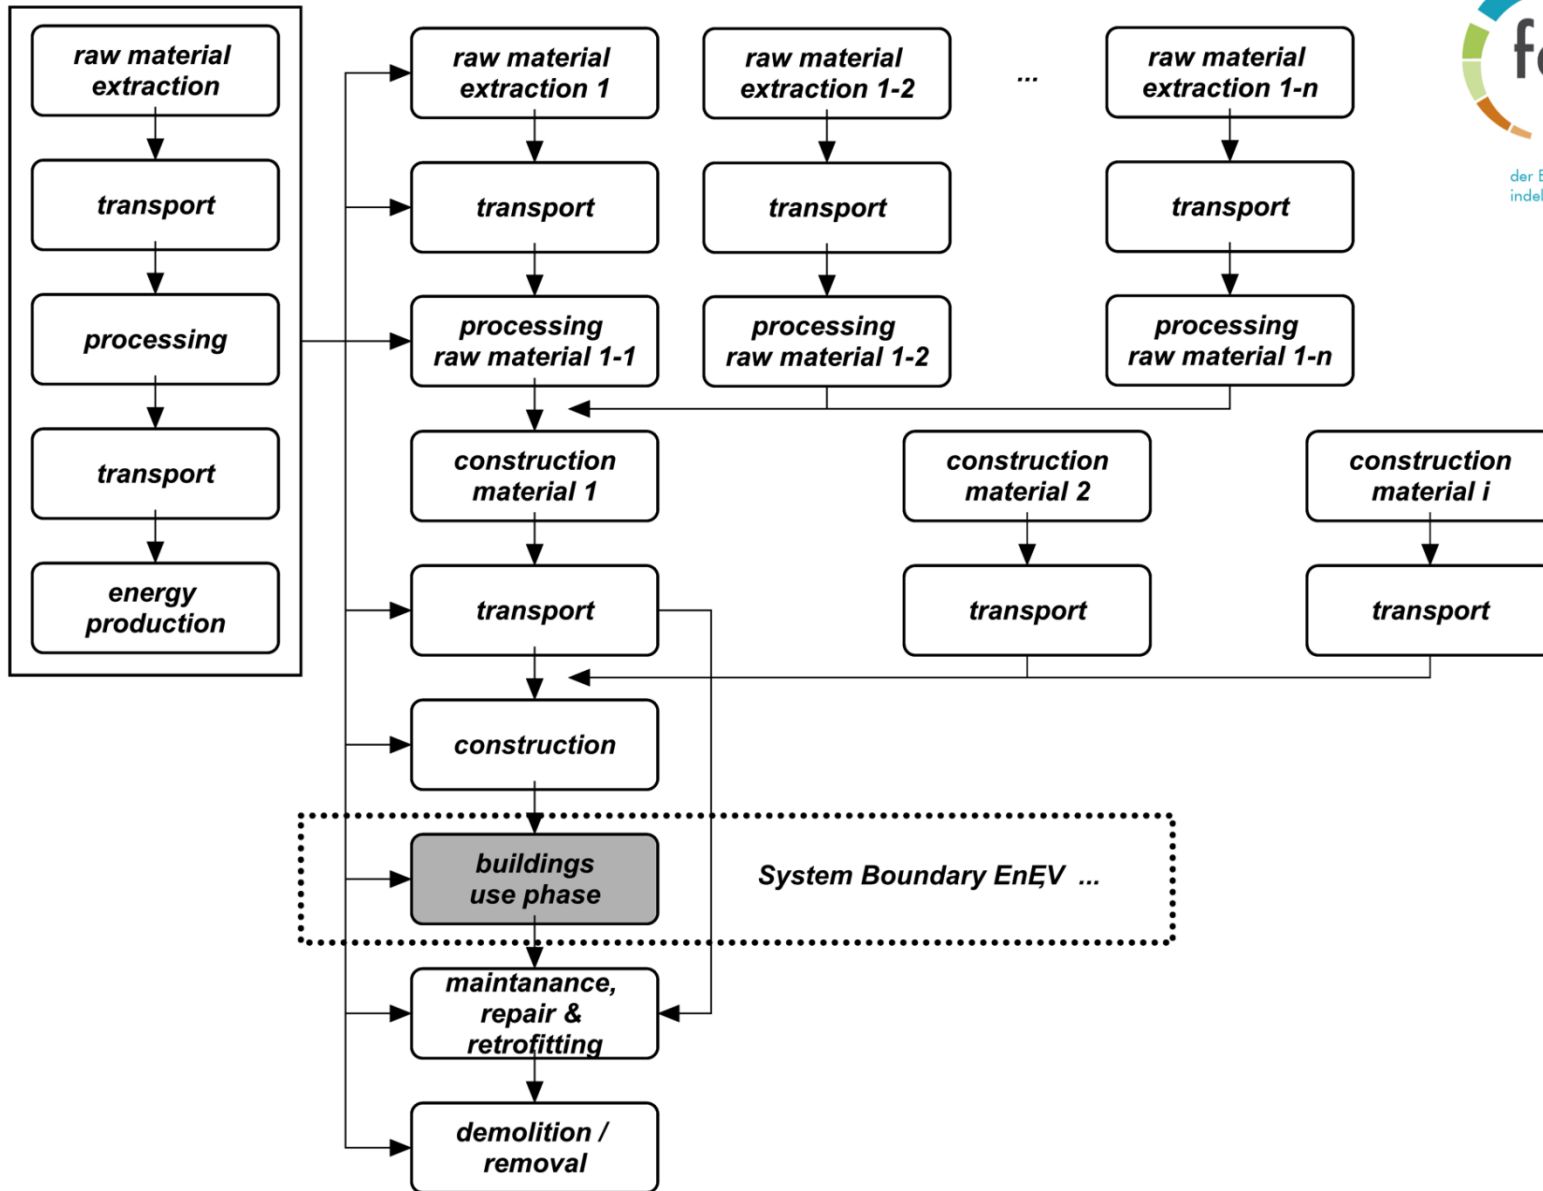 raw material
extraction
transport
processing
transport
energy
production
raw material
extraction 1
raw material
extraction 1-2
...
raw material
extraction 1-n
transport
transport
transport
processing
raw material 1-1
processing
raw material 1-2
processing
raw material 1-n
construction
material 1
construction
material 2
construction
material i
transport
transport
transport
construction
buildings
use phase
System Boundary EnEV ...
maintanance,
repair &
retrofitting
demolition /
removal
der